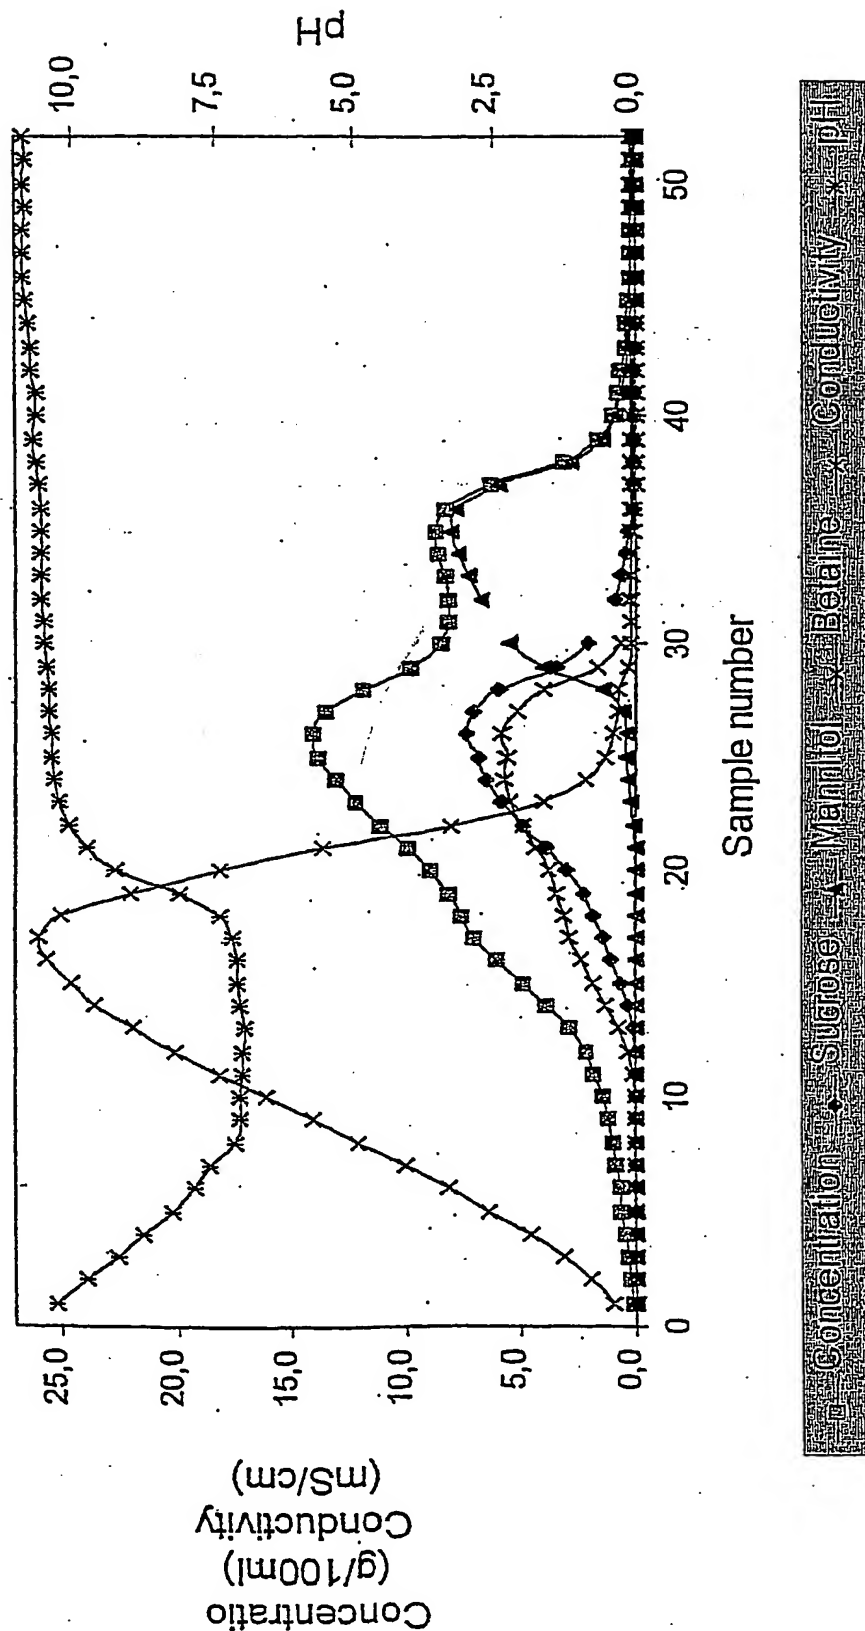 Concentratio
(g/100ml)
Conductivity
(mS/cm)
25,0
20,0
15,0
10,0
5,0
0,0
pH
10,0
7,5
5,0
2,5
0,0
0 10 20 30 40 50
Sample number
Concentration Sucrose Mannitol Betaine Conductivity pH